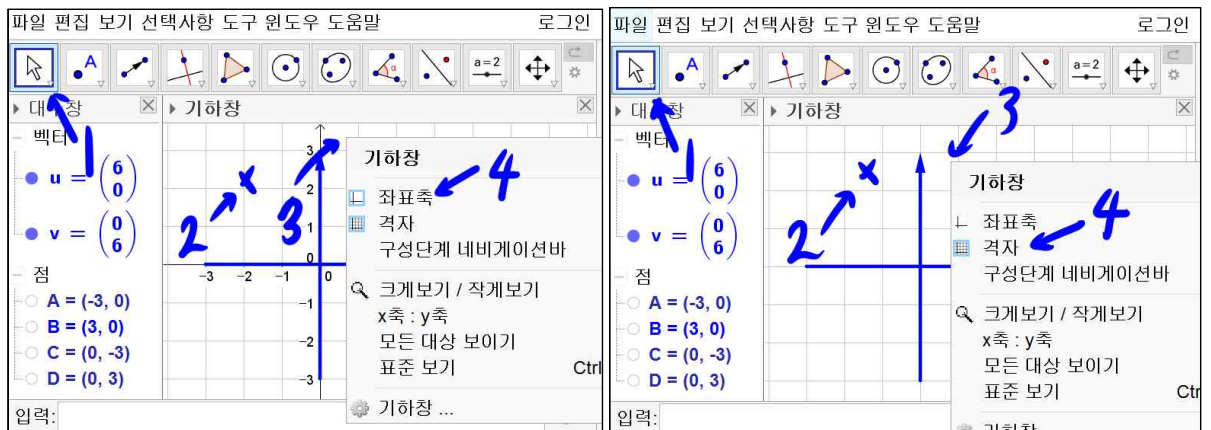 파일 편집 보기 선택사항 도구 윈도우 도움말 로그인
A α a=2
기하창
벡터
1
u = (6 0)
v = (0 6)
점
A = (-3, 0)
B = (3, 0)
C = (0, -3)
D = (0, 3)
입력:
x
2
3
4
3
2
1
0
-3 -2 -1 0
-1
-2
-3
기하창
좌표축
격자
구성단계 네비게이션바
크게보기 / 작게보기
x축 : y축
모든 대상 보이기
표준 보기 Ctrl
기하창 ...
파일 편집 보기 선택사항 도구 윈도우 도움말 로그인
A α a=2
기하창
벡터
1
u = (6 0)
v = (0 6)
점
A = (-3, 0)
B = (3, 0)
C = (0, -3)
D = (0, 3)
입력:
x
2
3
4
기하창
좌표축
격자
구성단계 네비게이션바
크게보기 / 작게보기
x축 : y축
모든 대상 보이기
표준 보기 Ctr